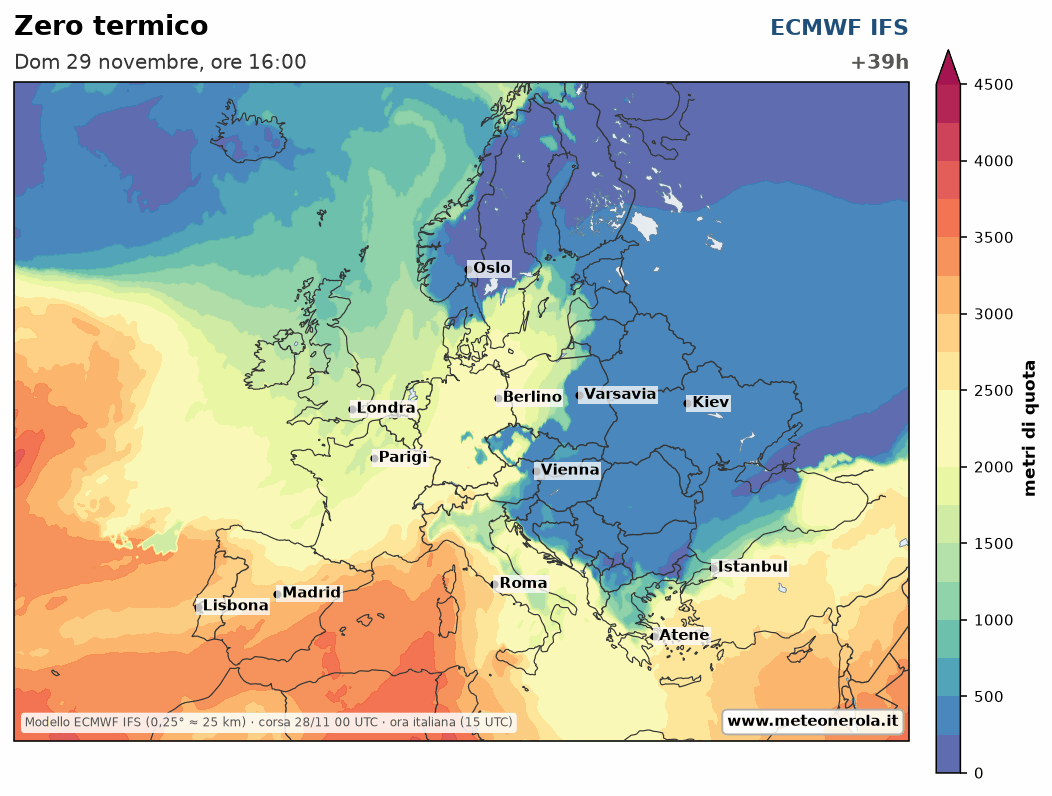 Zero termico
ECMWF IFS
Dom 29 novembre, ore 16:00
+39h
4500
4000
3500
3000
2500
2000
1500
1000
500
0
metri di quota
Oslo
Berlino
Varsavia
Kiev
Londra
Parigi
Vienna
Istanbul
Roma
Madrid
Lisbona
Atene
Modello ECMWF IFS (0,25° ≈ 25 km) · corsa 28/11 00 UTC · ora italiana (15 UTC)
www.meteonerola.it